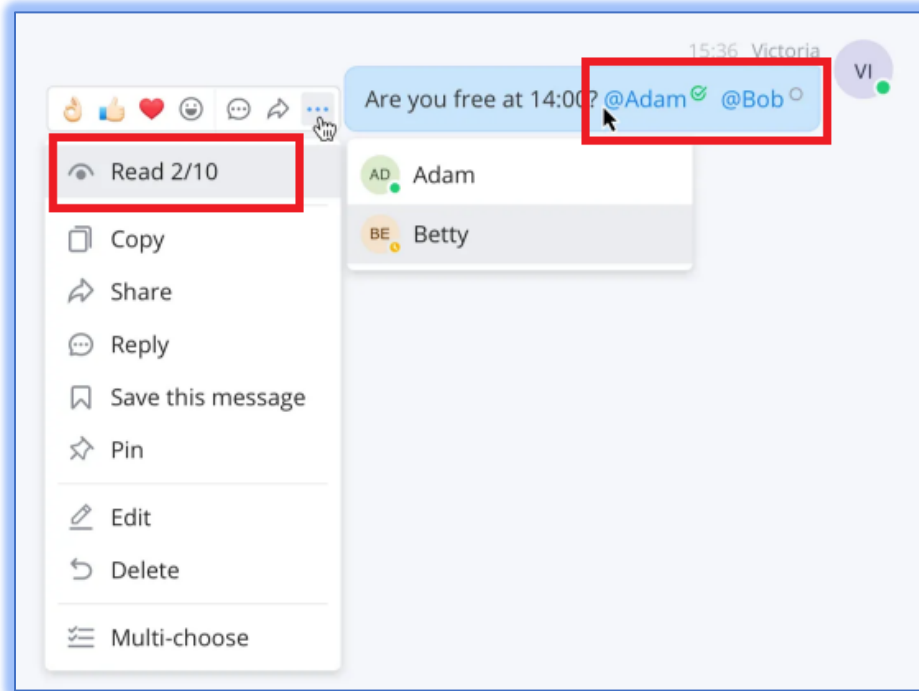 15:36 Victoria
VI
Are you free at 14:00? @Adam @Bob
Read 2/10
AD Adam
BE Betty
Copy
Share
Reply
Save this message
Pin
Edit
Delete
Multi-choose